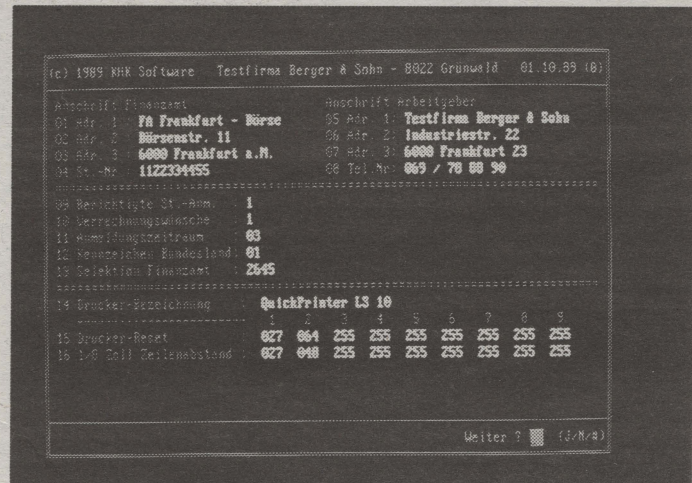 (c) 1989 KHK Software Testfirma Berger & Sohn - 8022 Grünwald 01.10.89 (0)
Anschrift Finanzamt Anschrift Arbeitgeber
01 Adr. 1 : FA Frankfurt - Börse 05 Adr. 1: Testfirma Berger & Sohn
02 Adr. 2 : Börsenstr. 11 06 Adr. 2: Industriestr. 22
03 Adr. 3 : 6000 Frankfurt a.M. 07 Adr. 3: 6000 Frankfurt 23
04 St.-Nr : 1122334455 08 Tel.Nr: 069 / 78 88 90
09 Berichtigte St.-Anm. : 1
10 Verrechnungswünsche : 1
11 Anmeldungszeitraum : 03
12 Kennzeichen Bundesland: 01
13 Selektion Finanzamt : 2645
14 Drucker-Bezeichnung : QuickPrinter LS 10
1 2 3 4 5 6 7 8 9
15 Drucker-Reset : 027 064 255 255 255 255 255 255 255
16 1/6 Zoll Zeilenabstand : 027 048 255 255 255 255 255 255 255
Weiter ? (J/N/#)